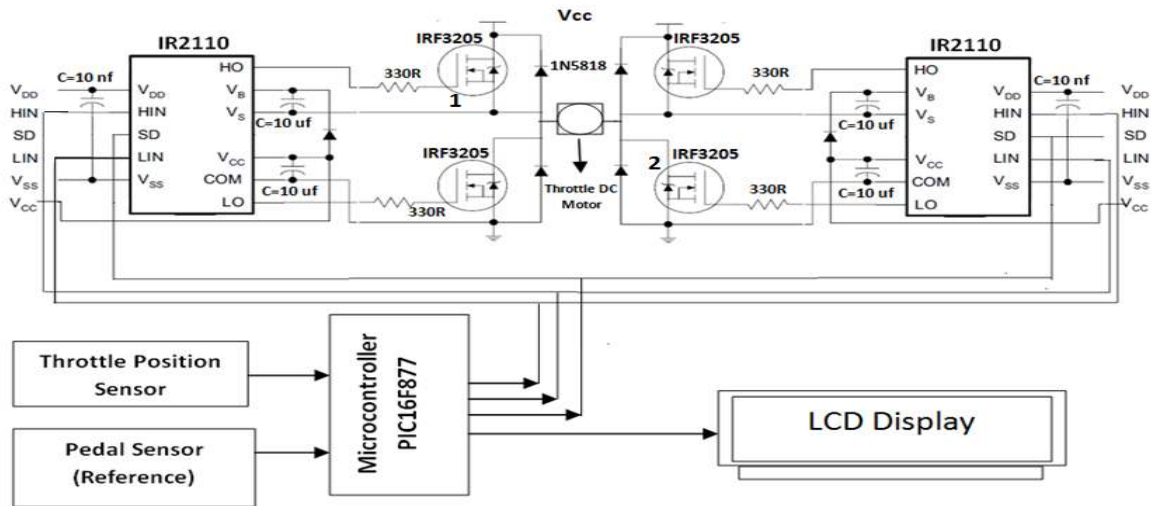 Vcc
IR2110
IRF3205
IRF3205
IR2110
C=10 nf
HO
330R
1N5818
330R
HO
C=10 nf
VDD
VDD
VB
1
VB
VDD
VDD
HIN
HIN
VS
C=10 uf
C=10 uf
VS
HIN
HIN
SD
SD
SD
SD
LIN
LIN
VCC
IRF3205
2
IRF3205
VCC
LIN
LIN
VSS
VSS
COM
C=10 uf
Throttle DC
Motor
330R
C=10 uf
COM
VSS
VSS
VCC
LO
330R
LO
VCC
Throttle Position
Sensor
Pedal Sensor
(Reference)
Microcontroller
PIC16F877
LCD Display